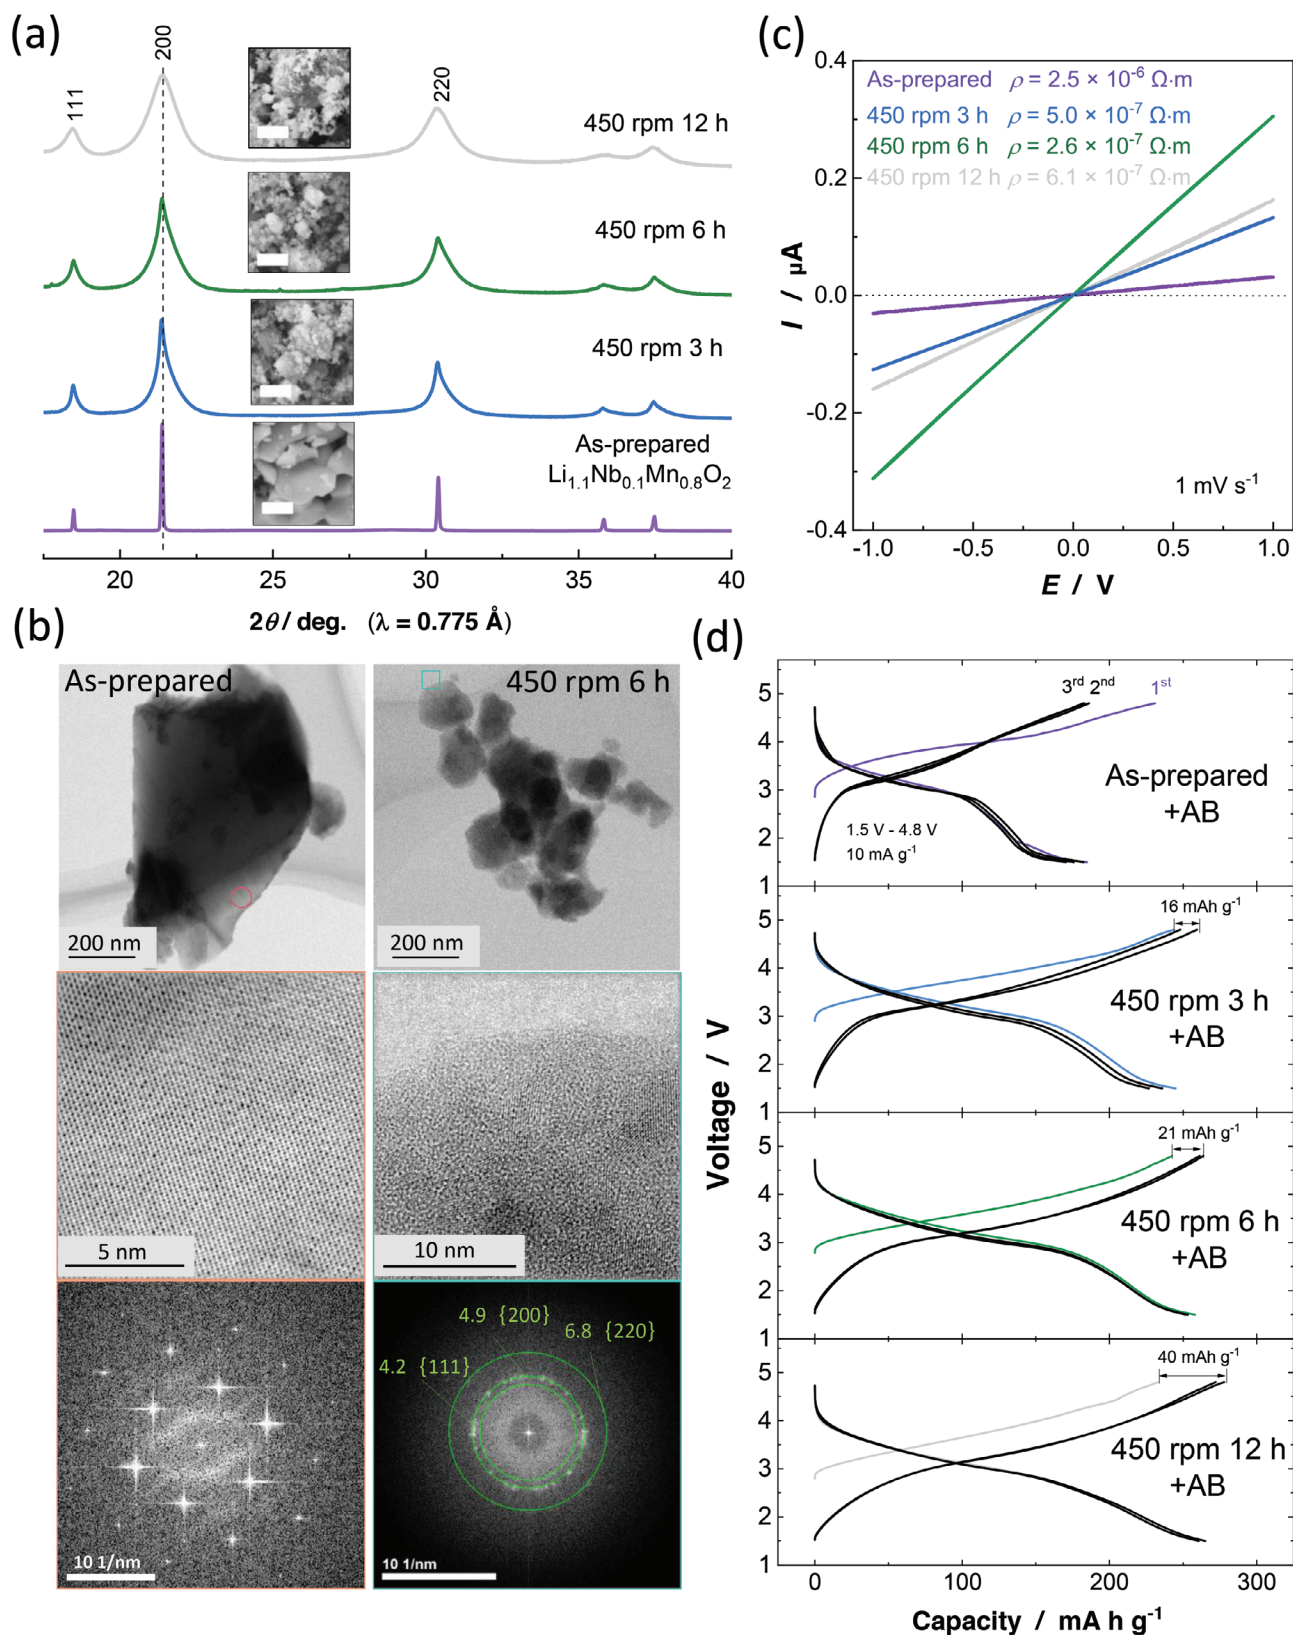 (a)
111
200
220
450 rpm 12 h
450 rpm 6 h
450 rpm 3 h
As-prepared
Li1.1Nb0.1Mn0.8O2
20 25 30 35 40
2θ / deg. (λ = 0.775 Å)
(c)
As-prepared ρ = 2.5 × 10-6 Ω·m
450 rpm 3 h ρ = 5.0 × 10-7 Ω·m
450 rpm 6 h ρ = 2.6 × 10-7 Ω·m
450 rpm 12 h ρ = 6.1 × 10-7 Ω·m
0.4
0.2
0.0
-0.2
-0.4
I / µA
1 mV s-1
-1.0 -0.5 0.0 0.5 1.0
E / V
(b)
As-prepared
450 rpm 6 h
200 nm
200 nm
5 nm
10 nm
4.9 {200}
6.8 {220}
4.2 {111}
10 1/nm
10 1/nm
(d)
5
4
3
2
1
3rd 2nd 1st
As-prepared
+AB
1.5 V - 4.8 V
10 mA g-1
5
4
3
2
1
16 mAh g-1
450 rpm 3 h
+AB
5
4
3
2
1
21 mAh g-1
450 rpm 6 h
+AB
5
4
3
2
1
40 mAh g-1
450 rpm 12 h
+AB
Voltage / V
0 100 200 300
Capacity / mA h g-1